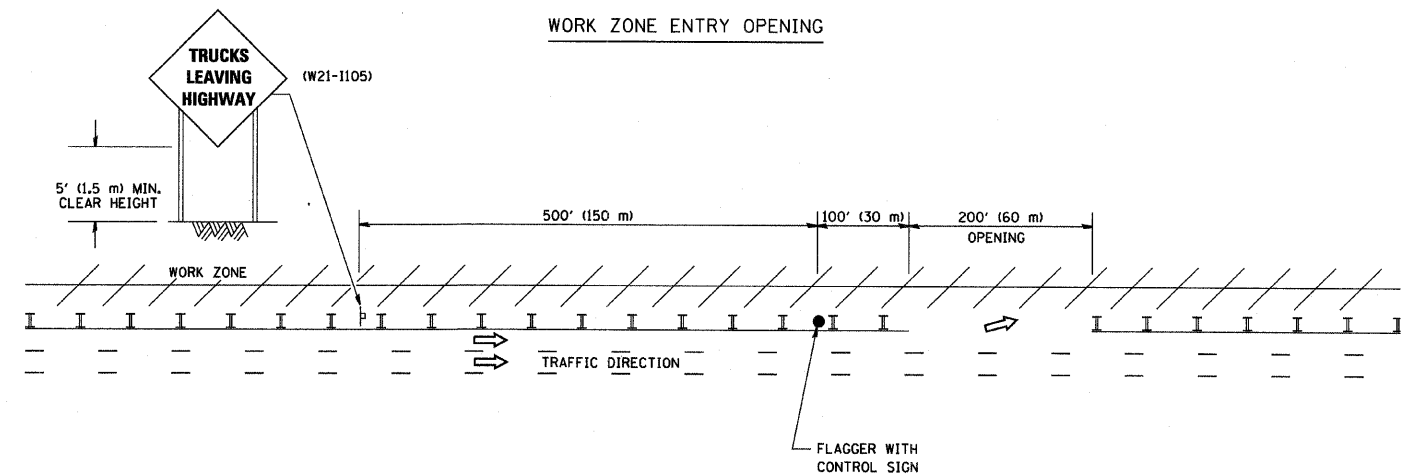 WORK ZONE ENTRY OPENING
TRUCKS
LEAVING
HIGHWAY
(W21-I105)
5' (1.5 m) MIN.
CLEAR HEIGHT
500' (150 m)
100' (30 m)
200' (60 m)
OPENING
WORK ZONE
TRAFFIC DIRECTION
FLAGGER WITH
CONTROL SIGN